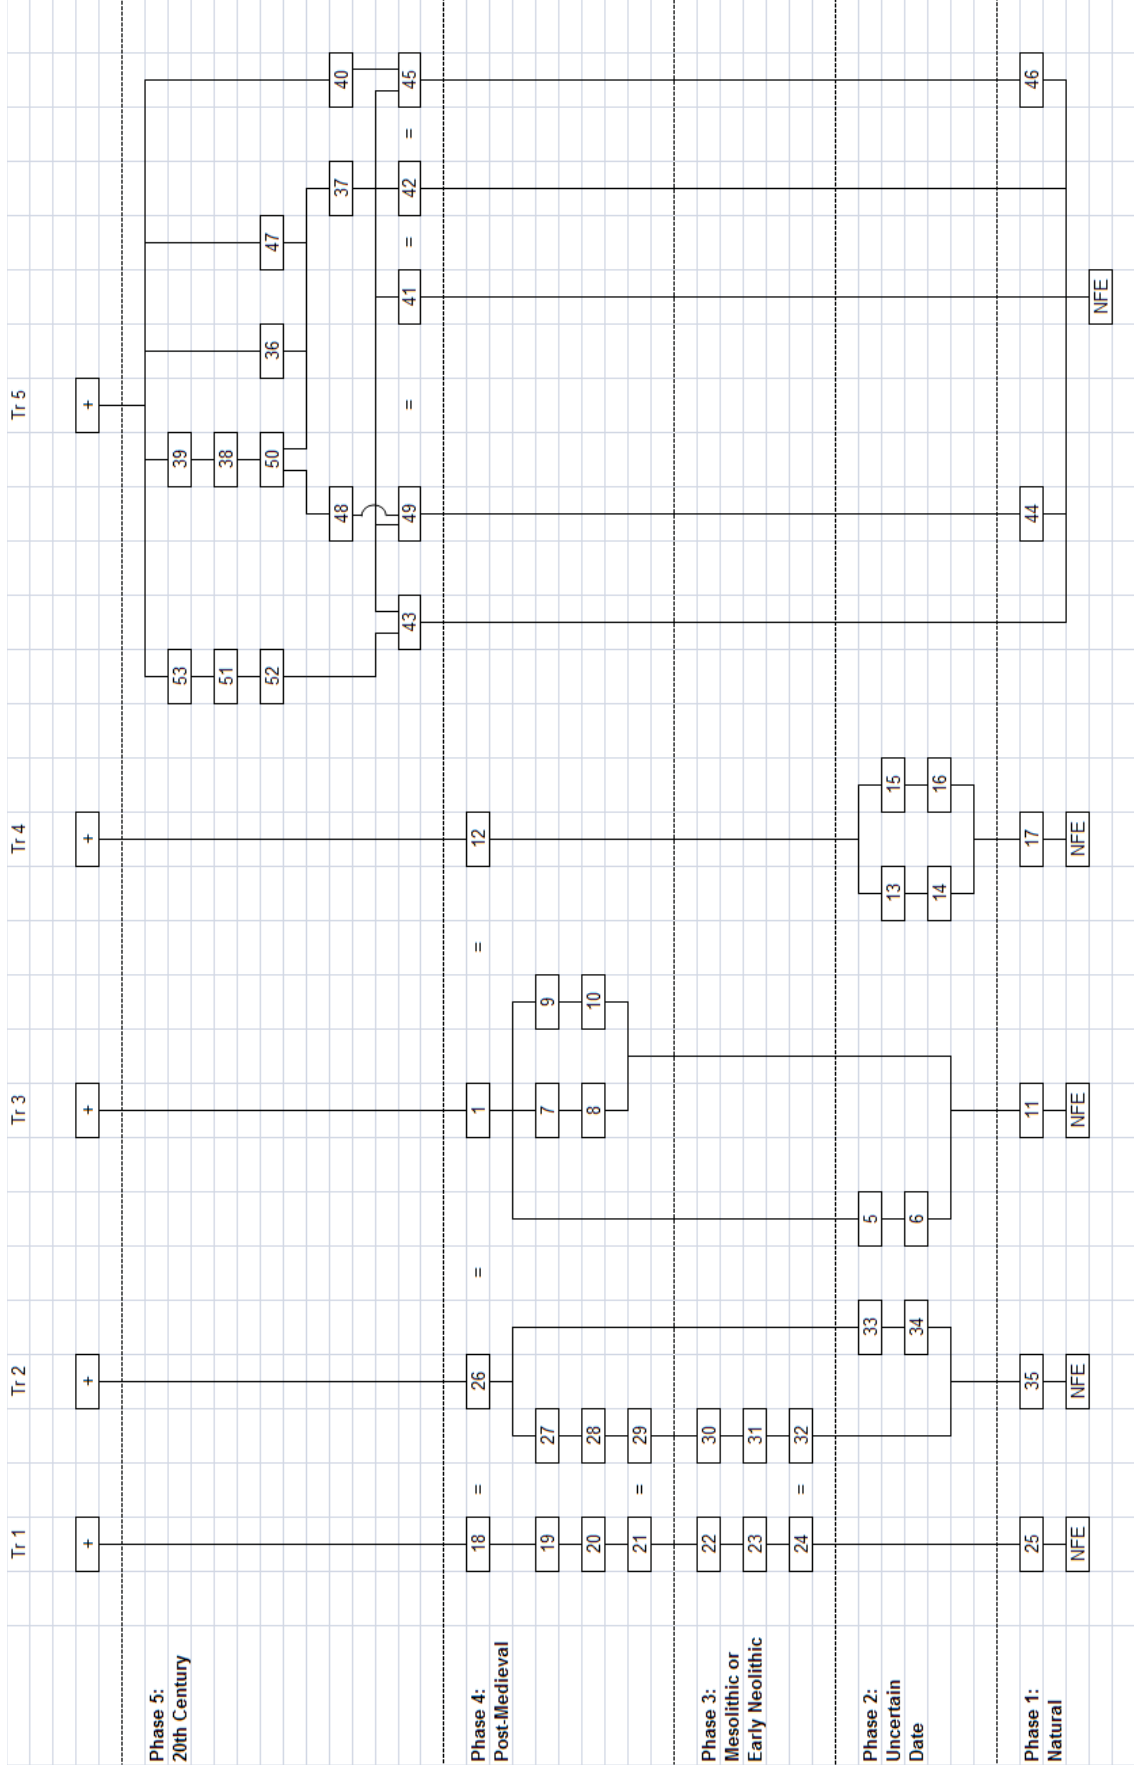 Tr 1 Tr 2 Tr 3 Tr 4 Tr 5
+ + + + +
Phase 5:
20th Century 53 39
51 38
52 50 36 47
48 37 40
43 49 = 41 = 42 = 45
Phase 4: 18 = 26 = 1 = 12
Post-Medieval
19 27 7 9
20 28 8 10
21 = 29
Phase 3: 22 30
Mesolithic or
Early Neolithic 23 31
24 = 32
Phase 2: 33 5
Uncertain 13 15
Date 34 6
14 16
Phase 1: 25 35 11 17 44 46
Natural
NFE NFE NFE NFE
NFE